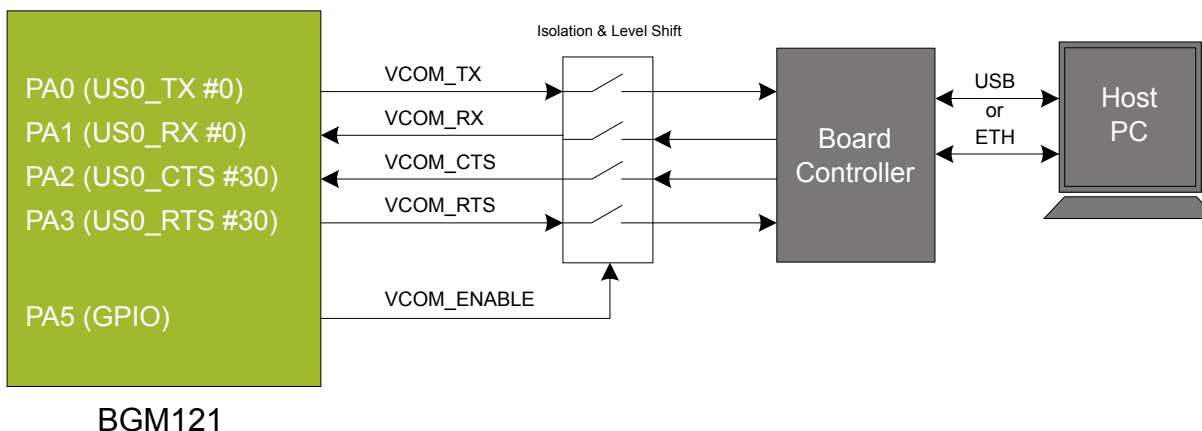 Isolation & Level Shift
PA0 (US0_TX #0)
VCOM_TX
PA1 (US0_RX #0)
VCOM_RX
PA2 (US0_CTS #30)
VCOM_CTS
PA3 (US0_RTS #30)
VCOM_RTS
PA5 (GPIO)
VCOM_ENABLE
Board
Controller
USB
or
ETH
Host
PC
BGM121